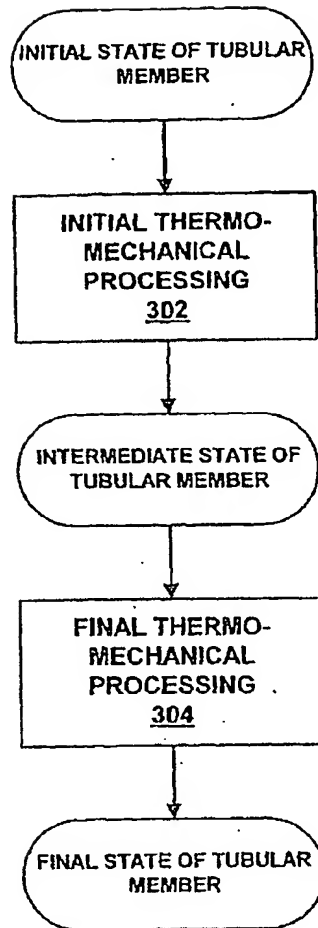 INITIAL STATE OF TUBULAR
MEMBER
INITIAL THERMO-
MECHANICAL
PROCESSING
302
INTERMEDIATE STATE OF
TUBULAR MEMBER
FINAL THERMO-
MECHANICAL
PROCESSING
304
FINAL STATE OF TUBULAR
MEMBER